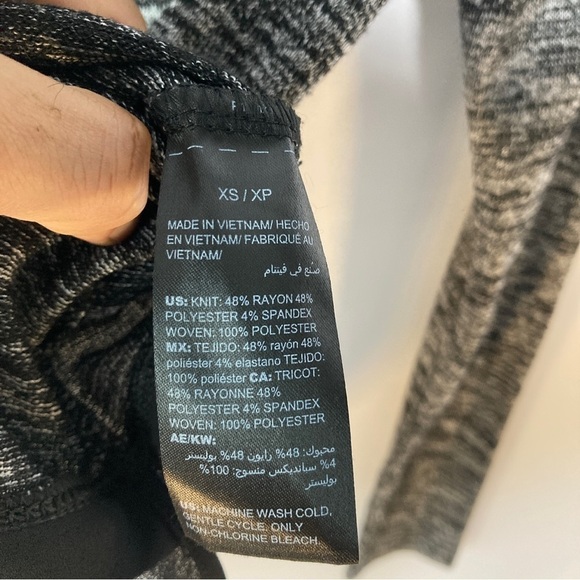 XS / XP
MADE IN VIETNAM/ HECHO
EN VIETNAM/ FABRIQUÉ AU
VIETNAM/
صنع في فيتنام
US: KNIT: 48% RAYON 48%
POLYESTER 4% SPANDEX
WOVEN: 100% POLYESTER
MX: TEJIDO: 48% rayón 48%
poliéster 4% elastano TEJIDO:
100% poliéster CA: TRICOT:
48% RAYONNE 48%
POLYESTER 4% SPANDEX
WOVEN: 100% POLYESTER
AE/KW:
محبوك: 48% رايون 48% بوليستر
4% سبانديكس منسوج: 100%
بوليستر
US: MACHINE WASH COLD,
GENTLE CYCLE, ONLY
NON-CHLORINE BLEACH.